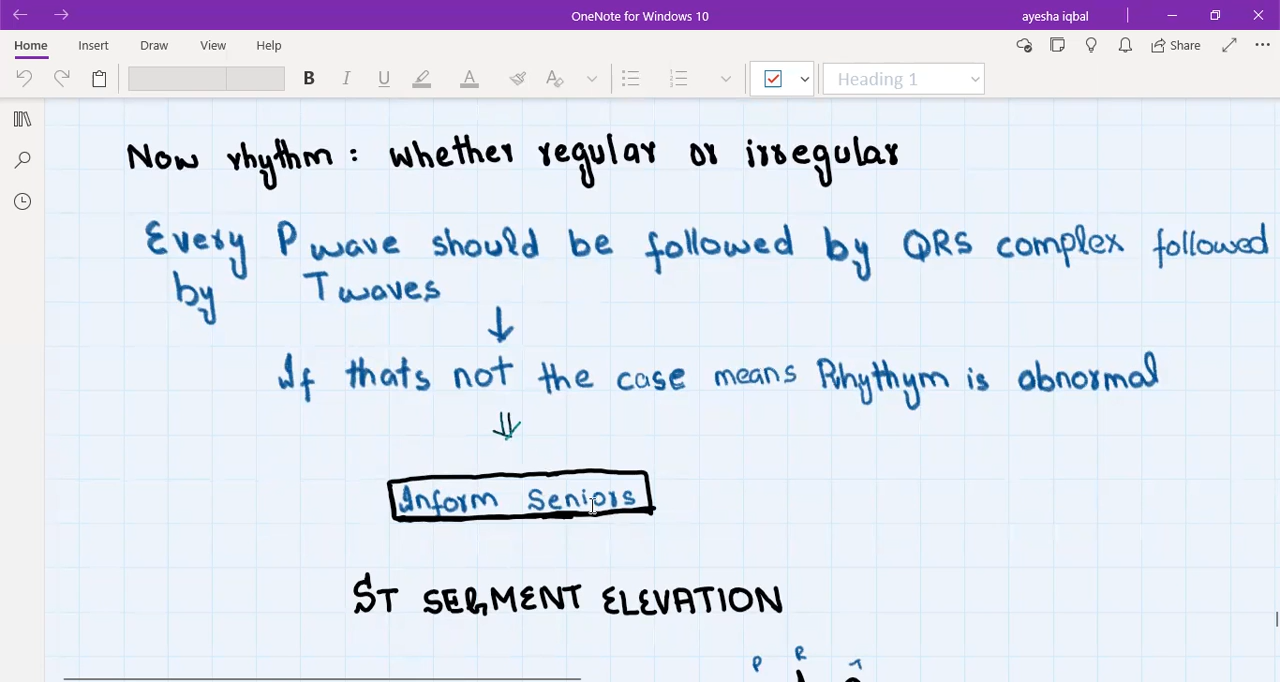 OneNote for Windows 10
ayesha iqbal
Home Insert Draw View Help
Share
B I U A A
Heading 1
Now rhythm : whether regular or irregular
Every P wave should be followed by QRS complex followed
by T waves
If thats not the case means Rhythym is abnormal
Inform Seniors
ST SEGMENT ELEVATION
P R T